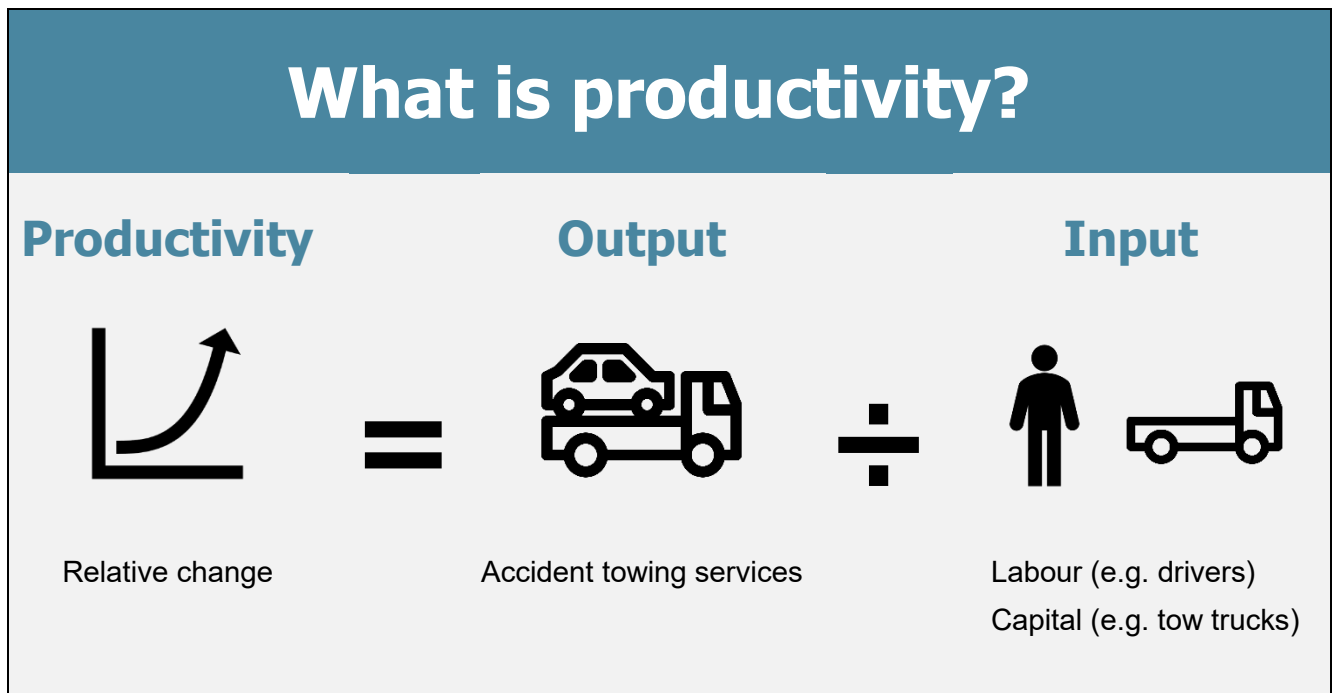 What is productivity?
Productivity
Output
Input
=
÷
Relative change
Accident towing services
Labour (e.g. drivers)
Capital (e.g. tow trucks)